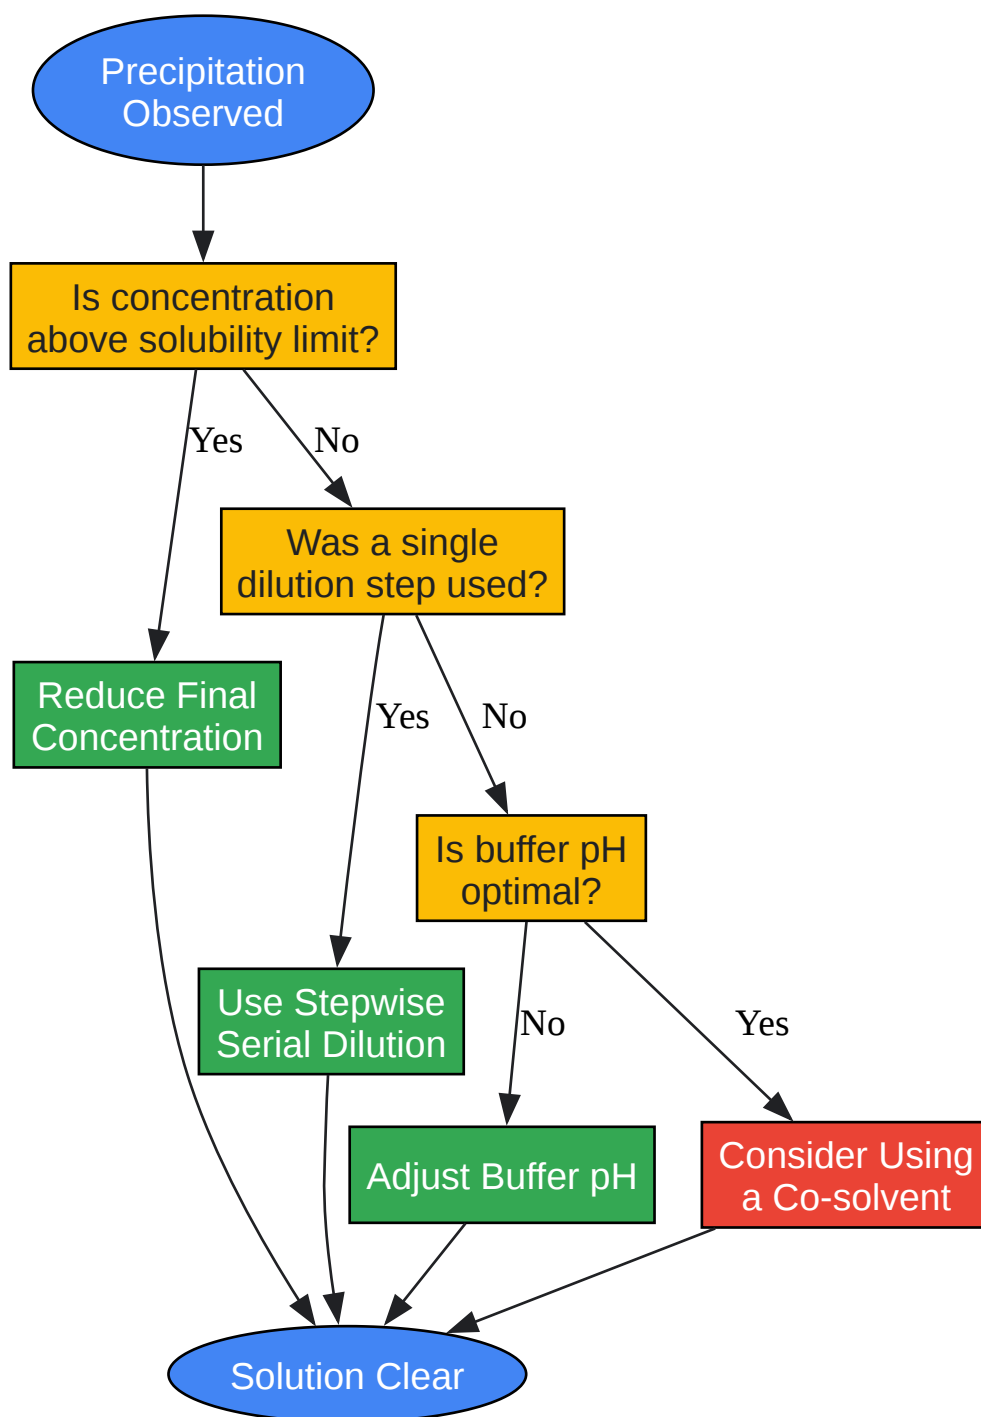 Precipitation
Observed
Is concentration
above solubility limit?
Yes
No
Was a single
dilution step used?
Reduce Final
Concentration
Yes
No
Is buffer pH
optimal?
Use Stepwise
Serial Dilution
No
Yes
Adjust Buffer pH
Consider Using
a Co-solvent
Solution Clear